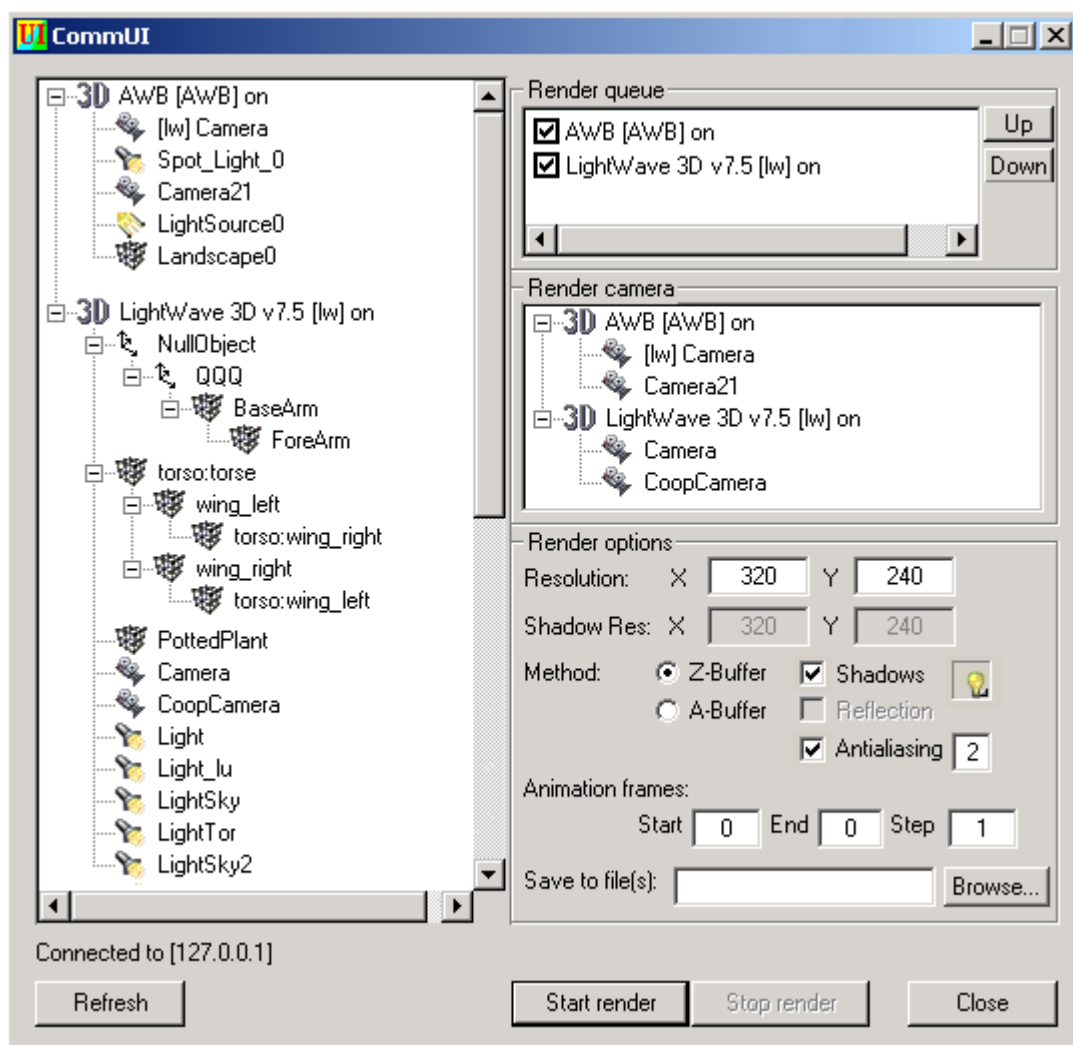 UI CommUI
3D AWB [AWB] on
[lw] Camera
Spot_Light_0
Camera21
LightSource0
Landscape0
3D LightWave 3D v7.5 [lw] on
NullObject
QQQ
BaseArm
ForeArm
torso:torse
wing_left
torso:wing_right
wing_right
torso:wing_left
PottedPlant
Camera
CoopCamera
Light
Light_lu
LightSky
LightTor
LightSky2
Connected to [127.0.0.1]
Refresh
Render queue
AWB [AWB] on
LightWave 3D v7.5 [lw] on
Up
Down
Render camera
3D AWB [AWB] on
[lw] Camera
Camera21
3D LightWave 3D v7.5 [lw] on
Camera
CoopCamera
Render options
Resolution: X 320 Y 240
Shadow Res: X 320 Y 240
Method: Z-Buffer Shadows
A-Buffer Reflection
Antialiasing 2
Animation frames:
Start 0 End 0 Step 1
Save to file(s): Browse...
Start render Stop render Close